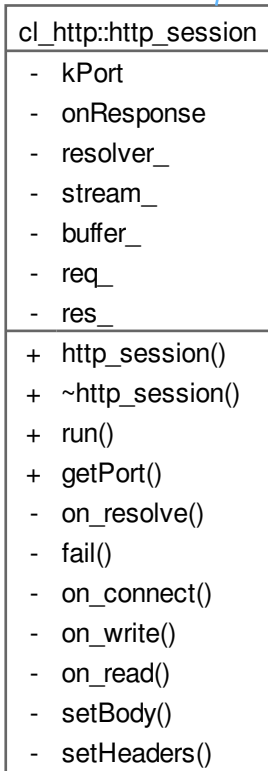 cl_http::http_session
- kPort
- onResponse
- resolver_
- stream_
- buffer_
- req_
- res_
+ http_session()
+ ~http_session()
+ run()
+ getPort()
- on_resolve()
- fail()
- on_connect()
- on_write()
- on_read()
- setBody()
- setHeaders()